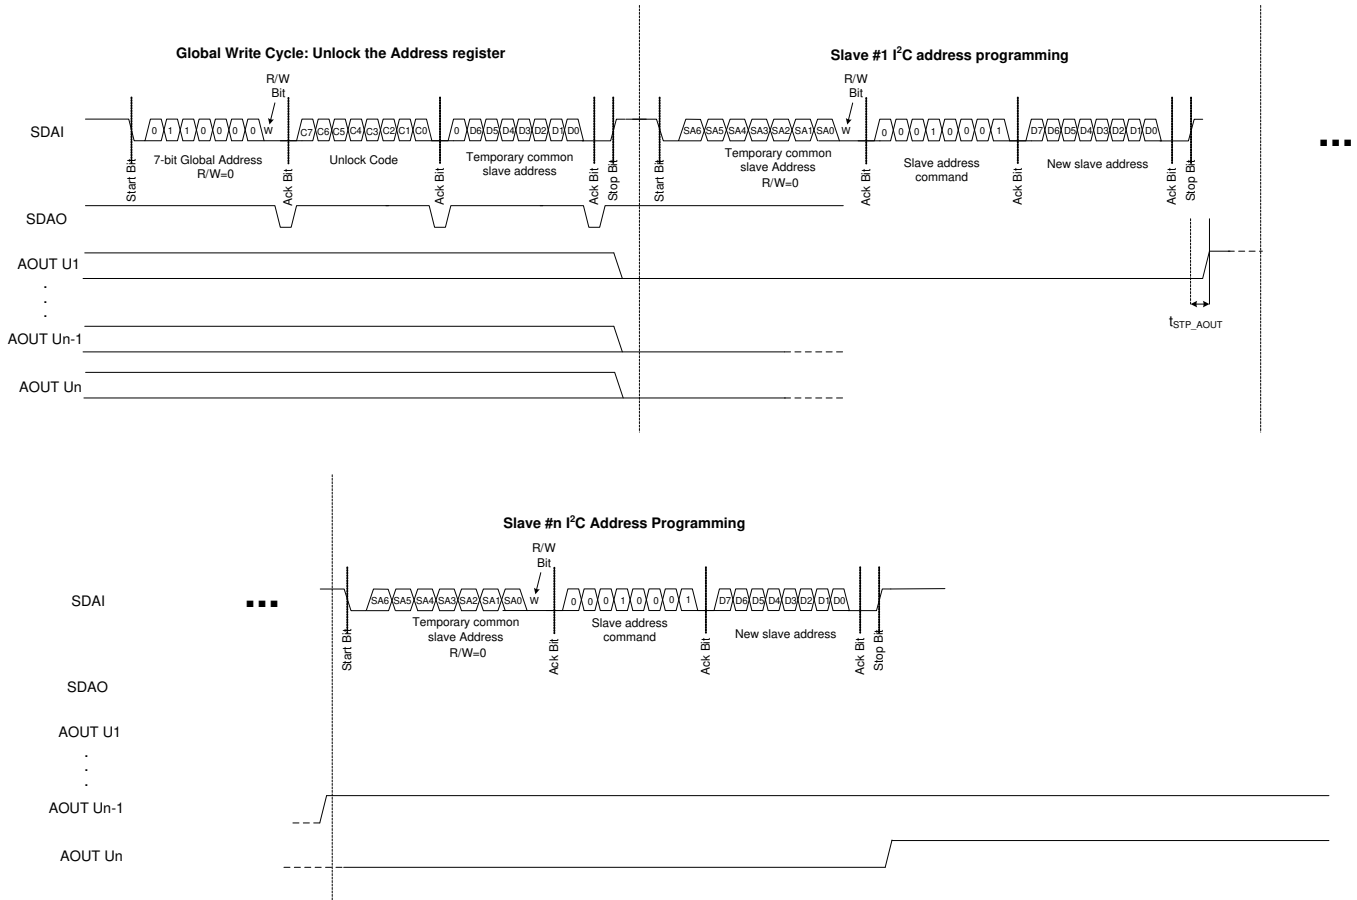 Global Write Cycle: Unlock the Address register
Slave #1 I²C address programming
R/W
Bit
R/W
Bit
SDAI
0 1 1 0 0 0 0 W
C7 C6 C5 C4 C3 C2 C1 C0
0 D6 D5 D4 D3 D2 D1 D0
SA6 SA5 SA4 SA3 SA2 SA1 SA0 W
0 0 0 1 0 0 0 1
D7 D6 D5 D4 D3 D2 D1 D0
...
Start Bit
7-bit Global Address
R/W=0
Ack Bit
Unlock Code
Ack Bit
Temporary common
slave address
Ack Bit
Stop Bit
Start Bit
Temporary common
slave Address
R/W=0
Ack Bit
Slave address
command
Ack Bit
New slave address
Ack Bit
Stop Bit
SDAO
AOUT U1
.
.
.
tSTP_AOUT
AOUT Un-1
AOUT Un
Slave #n I²C Address Programming
R/W
Bit
SDAI
...
SA6 SA5 SA4 SA3 SA2 SA1 SA0 W
0 0 0 1 0 0 0 1
D7 D6 D5 D4 D3 D2 D1 D0
Start Bit
Temporary common
slave Address
R/W=0
Ack Bit
Slave address
command
Ack Bit
New slave address
Ack Bit
Stop Bit
SDAO
AOUT U1
.
.
.
AOUT Un-1
AOUT Un